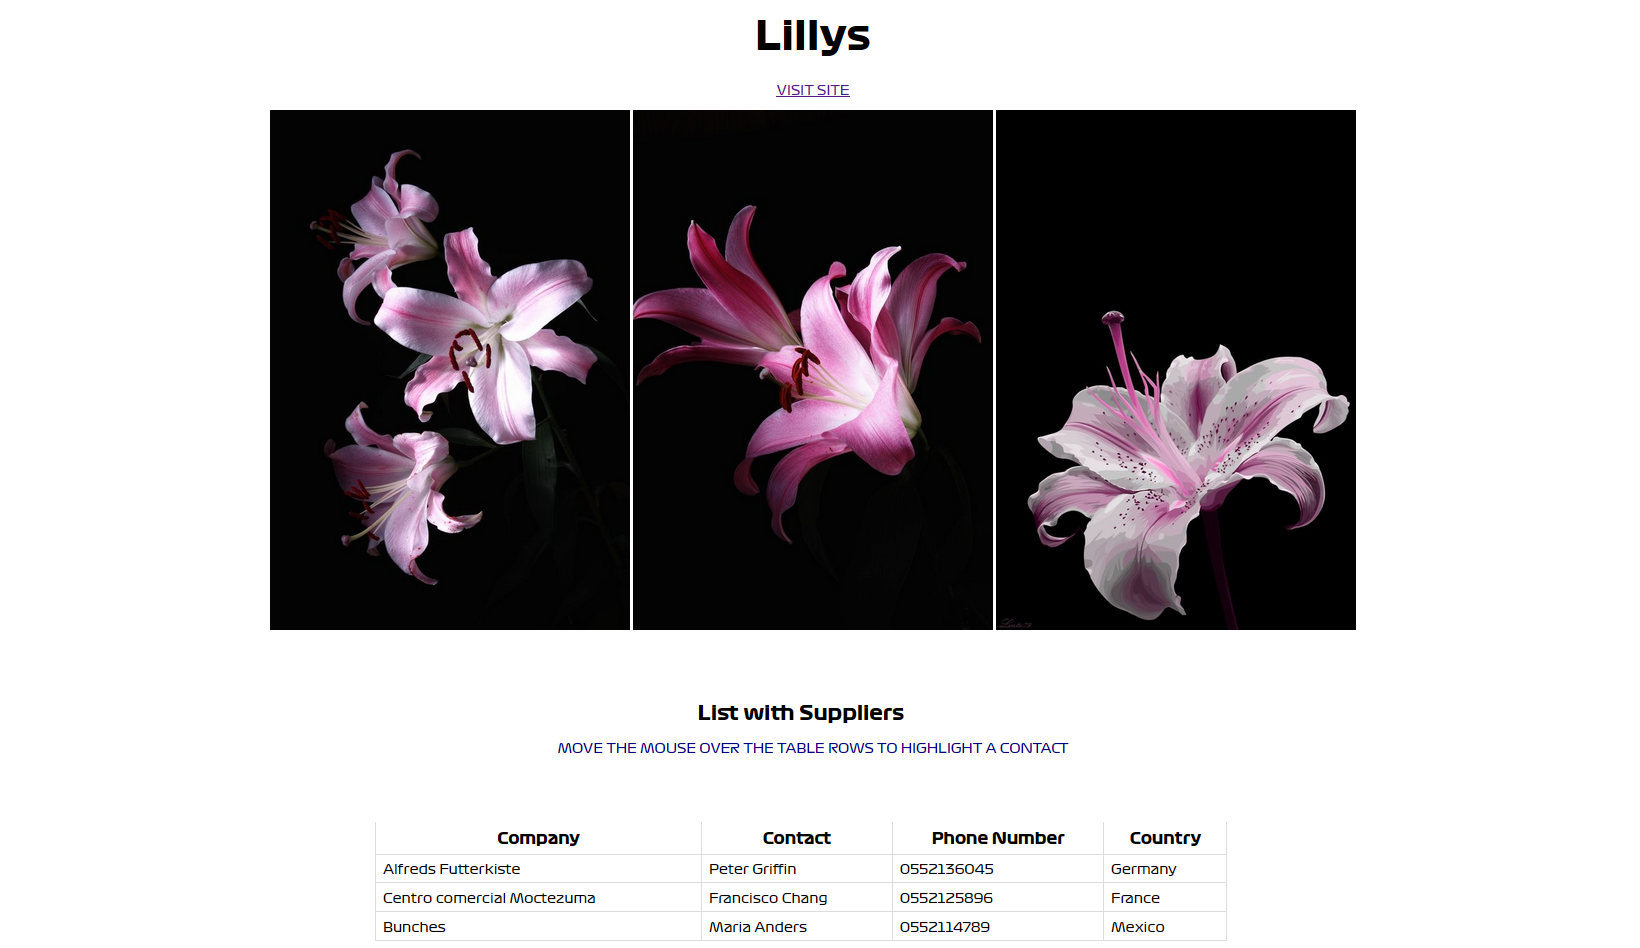 Lillys
VISIT SITE
List with Suppliers
MOVE THE MOUSE OVER THE TABLE ROWS TO HIGHLIGHT A CONTACT
Company Contact Phone Number Country
Alfreds Futterkiste Peter Griffin 0552136045 Germany
Centro comercial Moctezuma Francisco Chang 0552125896 France
Bunches Maria Anders 0552114789 Mexico